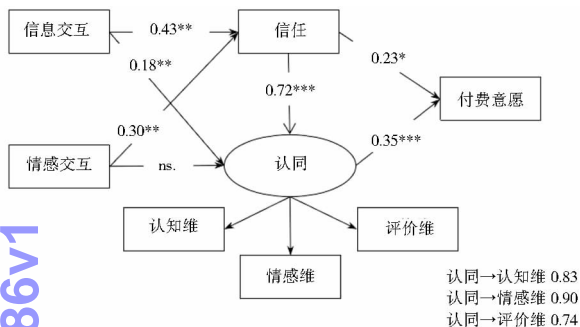 信息交互
0.43**
信任
0.18**
0.23*
0.72***
付费意愿
0.30**
0.35***
情感交互
ns.
认同
认知维
评价维
情感维
认同→认知维 0.83
认同→情感维 0.90
认同→评价维 0.74
86v1